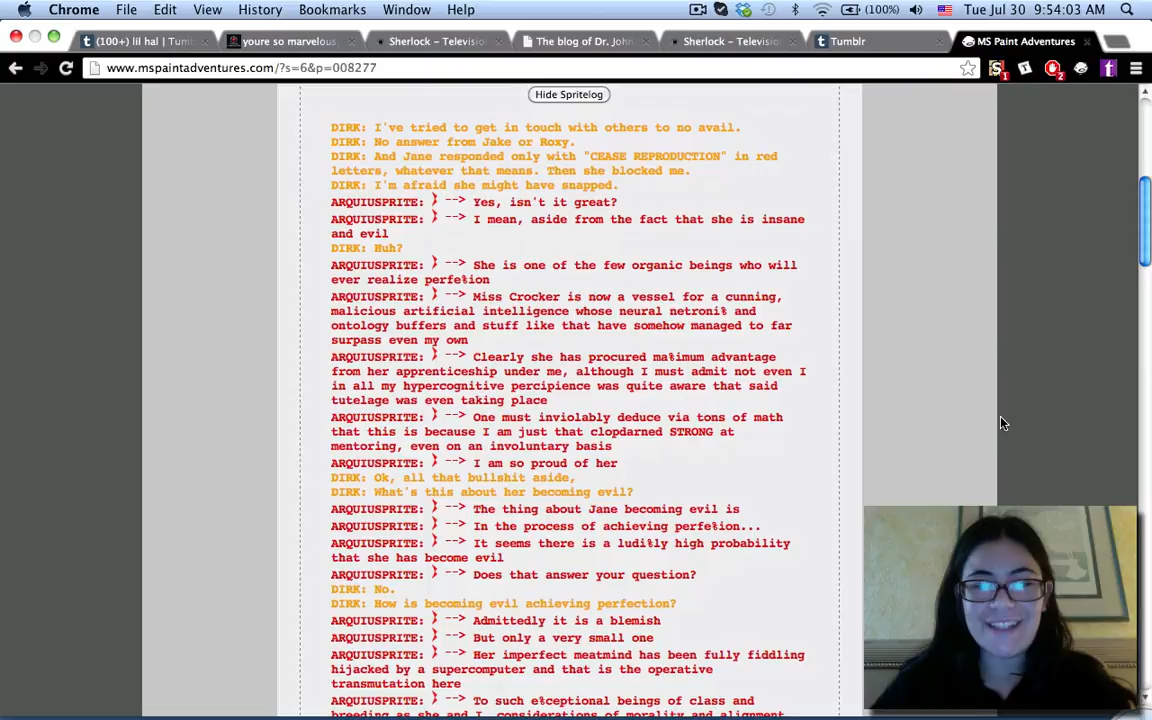 Chrome File Edit View History Bookmarks Window Help (100%) Tue Jul 30 9:54:03 AM
(100+) lil hal | Tum youre so marvelous, Sherlock – Televisio The blog of Dr. John Sherlock – Televisio Tumblr MS Paint Adventures
www.mspaintadventures.com/?s=6&p=008277
Hide Spritelog
DIRK: I've tried to get in touch with others to no avail.
DIRK: No answer from Jake or Roxy.
DIRK: And Jane responded only with "CEASE REPRODUCTION" in red
letters, whatever that means. Then she blocked me.
DIRK: I'm afraid she might have snapped.
ARQUIUSPRITE: --> Yes, isn't it great?
ARQUIUSPRITE: --> I mean, aside from the fact that she is insane
and evil
DIRK: Huh?
ARQUIUSPRITE: --> She is one of the few organic beings who will
ever realize perfe%ion
ARQUIUSPRITE: --> Miss Crocker is now a vessel for a cunning,
malicious artificial intelligence whose neural netroni% and
ontology buffers and stuff like that have somehow managed to far
surpass even my own
ARQUIUSPRITE: --> Clearly she has procured ma%imum advantage
from her apprenticeship under me, although I must admit not even I
in all my hypercognitive percipience was quite aware that said
tutelage was even taking place
ARQUIUSPRITE: --> One must inviolably deduce via tons of math
that this is because I am just that clopdarned STRONG at
mentoring, even on an involuntary basis
ARQUIUSPRITE: --> I am so proud of her
DIRK: Ok, all that bullshit aside,
DIRK: What's this about her becoming evil?
ARQUIUSPRITE: --> The thing about Jane becoming evil is
ARQUIUSPRITE: --> In the process of achieving perfe%ion...
ARQUIUSPRITE: --> It seems there is a ludi%ly high probability
that she has become evil
ARQUIUSPRITE: --> Does that answer your question?
DIRK: No.
DIRK: How is becoming evil achieving perfection?
ARQUIUSPRITE: --> Admittedly it is a blemish
ARQUIUSPRITE: --> But only a very small one
ARQUIUSPRITE: --> Her imperfect meatmind has been fully fiddling
hijacked by a supercomputer and that is the operative
transmutation here
ARQUIUSPRITE: --> To such e%ceptional beings of class and
breeding as she and I, considerations of morality and alignment